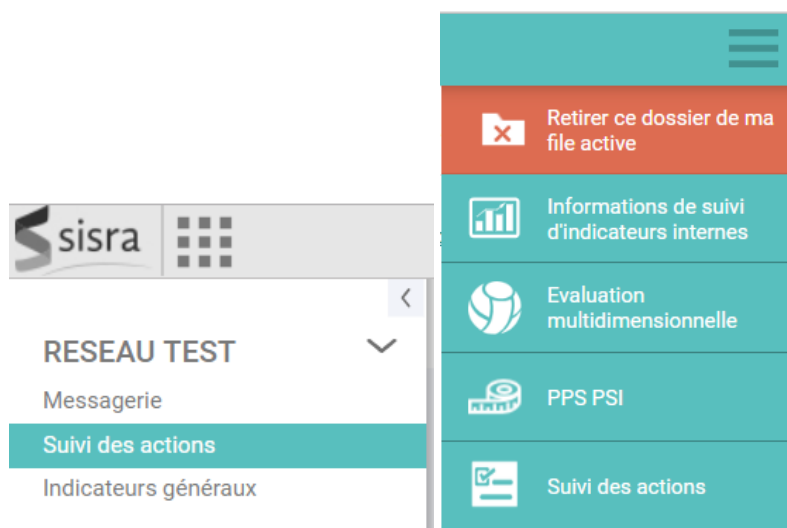 sisra
RESEAU TEST
Messagerie
Suivi des actions
Indicateurs généraux
Retirer ce dossier de ma
file active
Informations de suivi
d'indicateurs internes
Evaluation
multidimensionnelle
PPS PSI
Suivi des actions